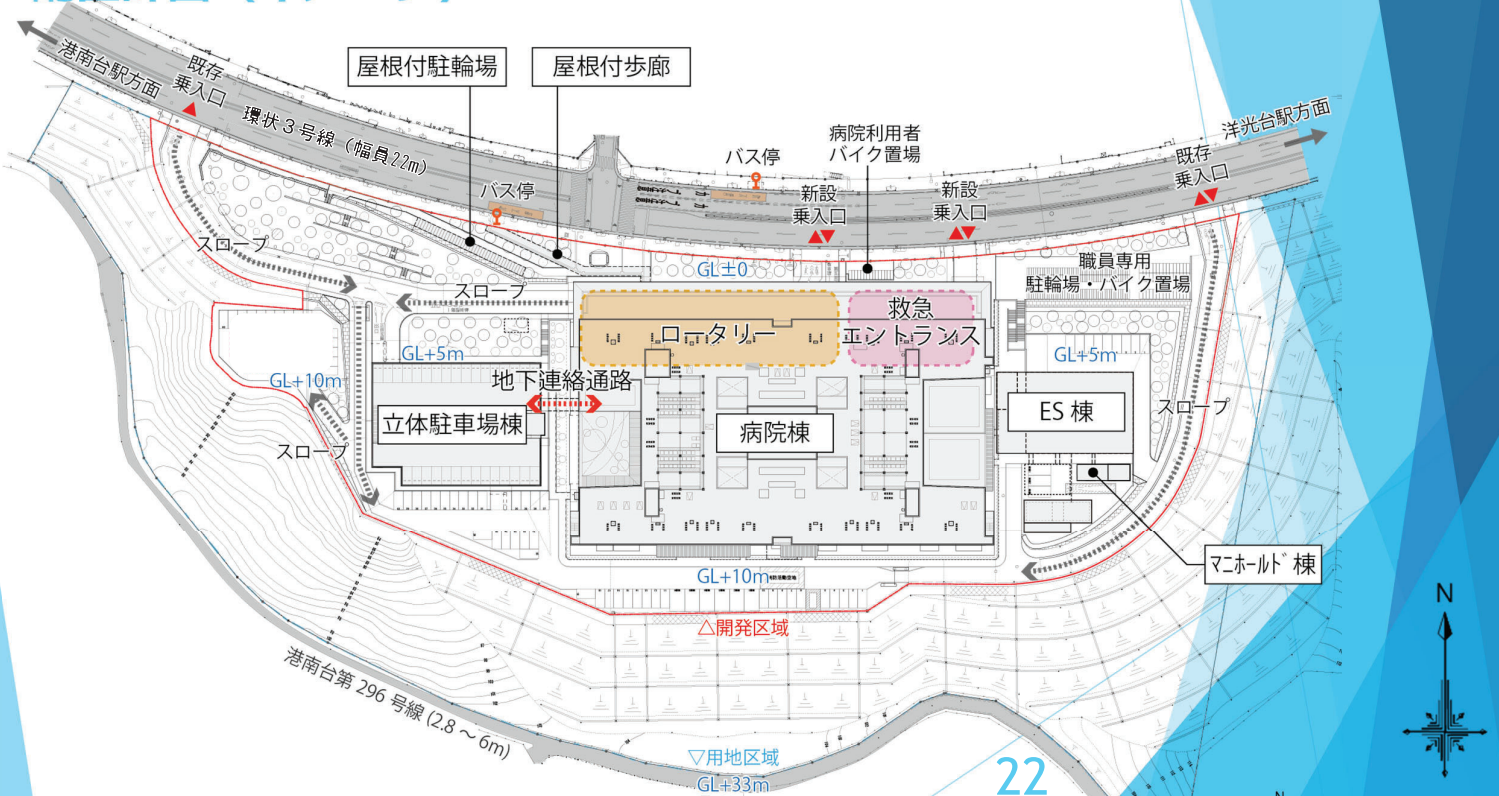 港南台駅方面
既存
乗入口
環状３号線（幅員22m）
屋根付駐輪場
屋根付歩廊
バス停
バス停
病院利用者
バイク置場
新設
乗入口
新設
乗入口
既存
乗入口
洋光台駅方面
スロープ
スロープ
GL±0
職員専用
駐輪場・バイク置場
ロータリー
救急
エントランス
GL+5m
GL+5m
GL+10m
地下連絡通路
立体駐車場棟
病院棟
ES 棟
スロープ
スロープ
マニホールド棟
GL+10m
△開発区域
港南台第 296 号線 (2.8 ～ 6m)
▽用地区域
GL+33m
22
N